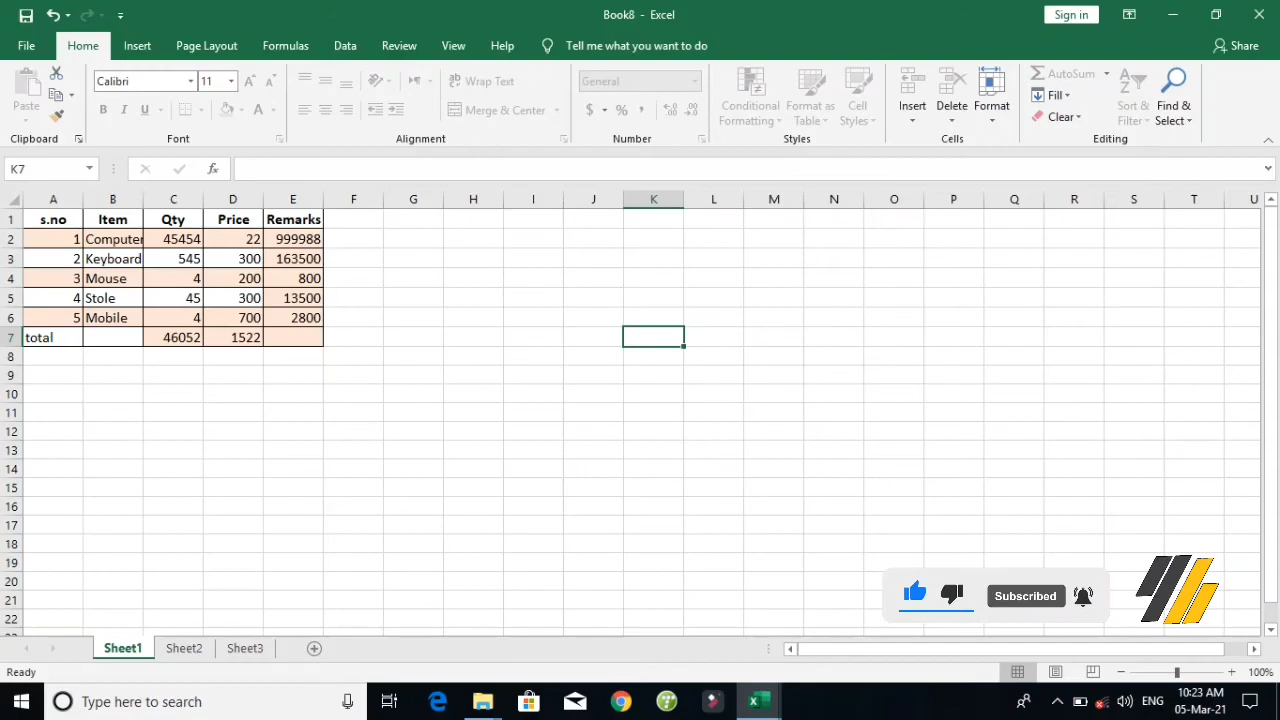 Book8 - Excel
Sign in
File Home Insert Page Layout Formulas Data Review View Help Tell me what you want to do Share
Paste
Calibri 11
B I U
Wrap Text
Merge & Center
General
$ % ,
Conditional Formatting
Format as Table
Cell Styles
Insert Delete Format
AutoSum
Fill
Clear
Sort & Filter
Find & Select
Clipboard Font Alignment Number Styles Cells Editing
K7 fx
A B C D E F G H I J K L M N O P Q R S T U
1 s.no Item Qty Price Remarks
2 1 Computer 45454 22 999988
3 2 Keyboard 545 300 163500
4 3 Mouse 4 200 800
5 4 Stole 45 300 13500
6 5 Mobile 4 700 2800
7 total 46052 1522
8
9
10
11
12
13
14
15
16
17
18
19
20
21
22
Subscribed
Sheet1 Sheet2 Sheet3
Ready 100%
Type here to search
ENG
10:23 AM
05-Mar-21